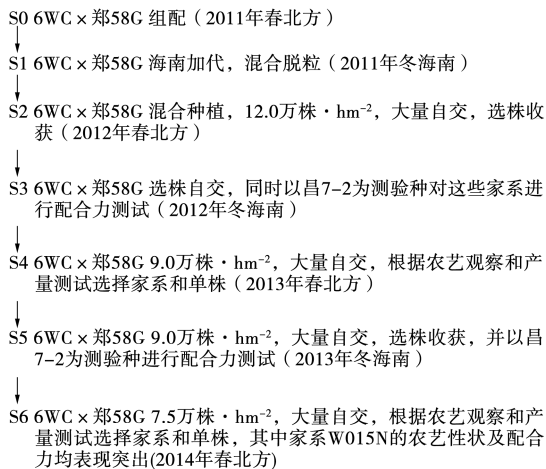 S0 6WC×郑58G 组配（2011年春北方）
S1 6WC×郑58G 海南加代，混合脱粒（2011年冬海南）
S2 6WC×郑58G 混合种植，12.0万株·hm⁻²，大量自交，选株收
获（2012年春北方）
S3 6WC×郑58G 选株自交，同时以昌7-2为测验种对这些家系进
行配合力测试（2012年冬海南）
S4 6WC×郑58G 9.0万株·hm⁻²，大量自交，根据农艺观察和产
量测试选择家系和单株（2013年春北方）
S5 6WC×郑58G 9.0万株·hm⁻²，大量自交，选株收获，并以昌
7-2为测验种进行配合力测试（2013年冬海南）
S6 6WC×郑58G 7.5万株·hm⁻²，大量自交，根据农艺观察和产
量测试选择家系和单株，其中家系W015N的农艺性状及配合
力均表现突出(2014年春北方)